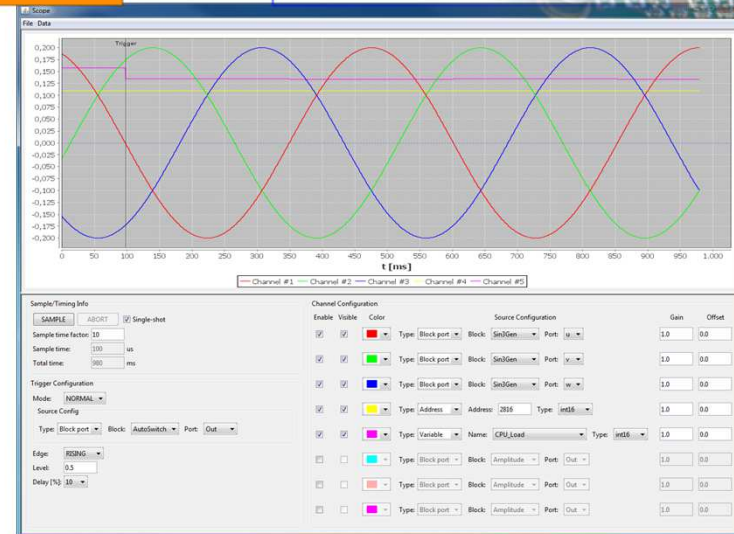 Scope
File Data
Trigger
0,200
0,175
0,150
0,125
0,100
0,075
0,050
0,025
0,000
-0,025
-0,050
-0,075
-0,100
-0,125
-0,150
-0,175
-0,200
0 50 100 150 200 250 300 350 400 450 500 550 600 650 700 750 800 850 900 950 1.000
t [ms]
Channel #1 Channel #2 Channel #3 Channel #4 Channel #5
Sample/Timing Info
SAMPLE ABORT Single-shot
Sample time factor: 10
Sample time: 100 us
Total time: 980 ms
Trigger Configuration
Mode: NORMAL
Source Config
Type: Block port Block: AutoSwitch Port: Out
Edge: RISING
Level: 0.5
Delay [%]: 10
Channel Configuration
Enable Visible Color Source Configuration Gain Offset
Type: Block port Block: Sin3Gen Port: u 1.0 0.0
Type: Block port Block: Sin3Gen Port: v 1.0 0.0
Type: Block port Block: Sin3Gen Port: w 1.0 0.0
Type: Address Address: 2816 Type: int16 1.0 0.0
Type: Variable Name: CPU_Load Type: int16 1.0 0.0
Type: Block port Block: Amplitude Port: Out 1.0 0.0
Type: Block port Block: Amplitude Port: Out 1.0 0.0
Type: Block port Block: Amplitude Port: Out 1.0 0.0